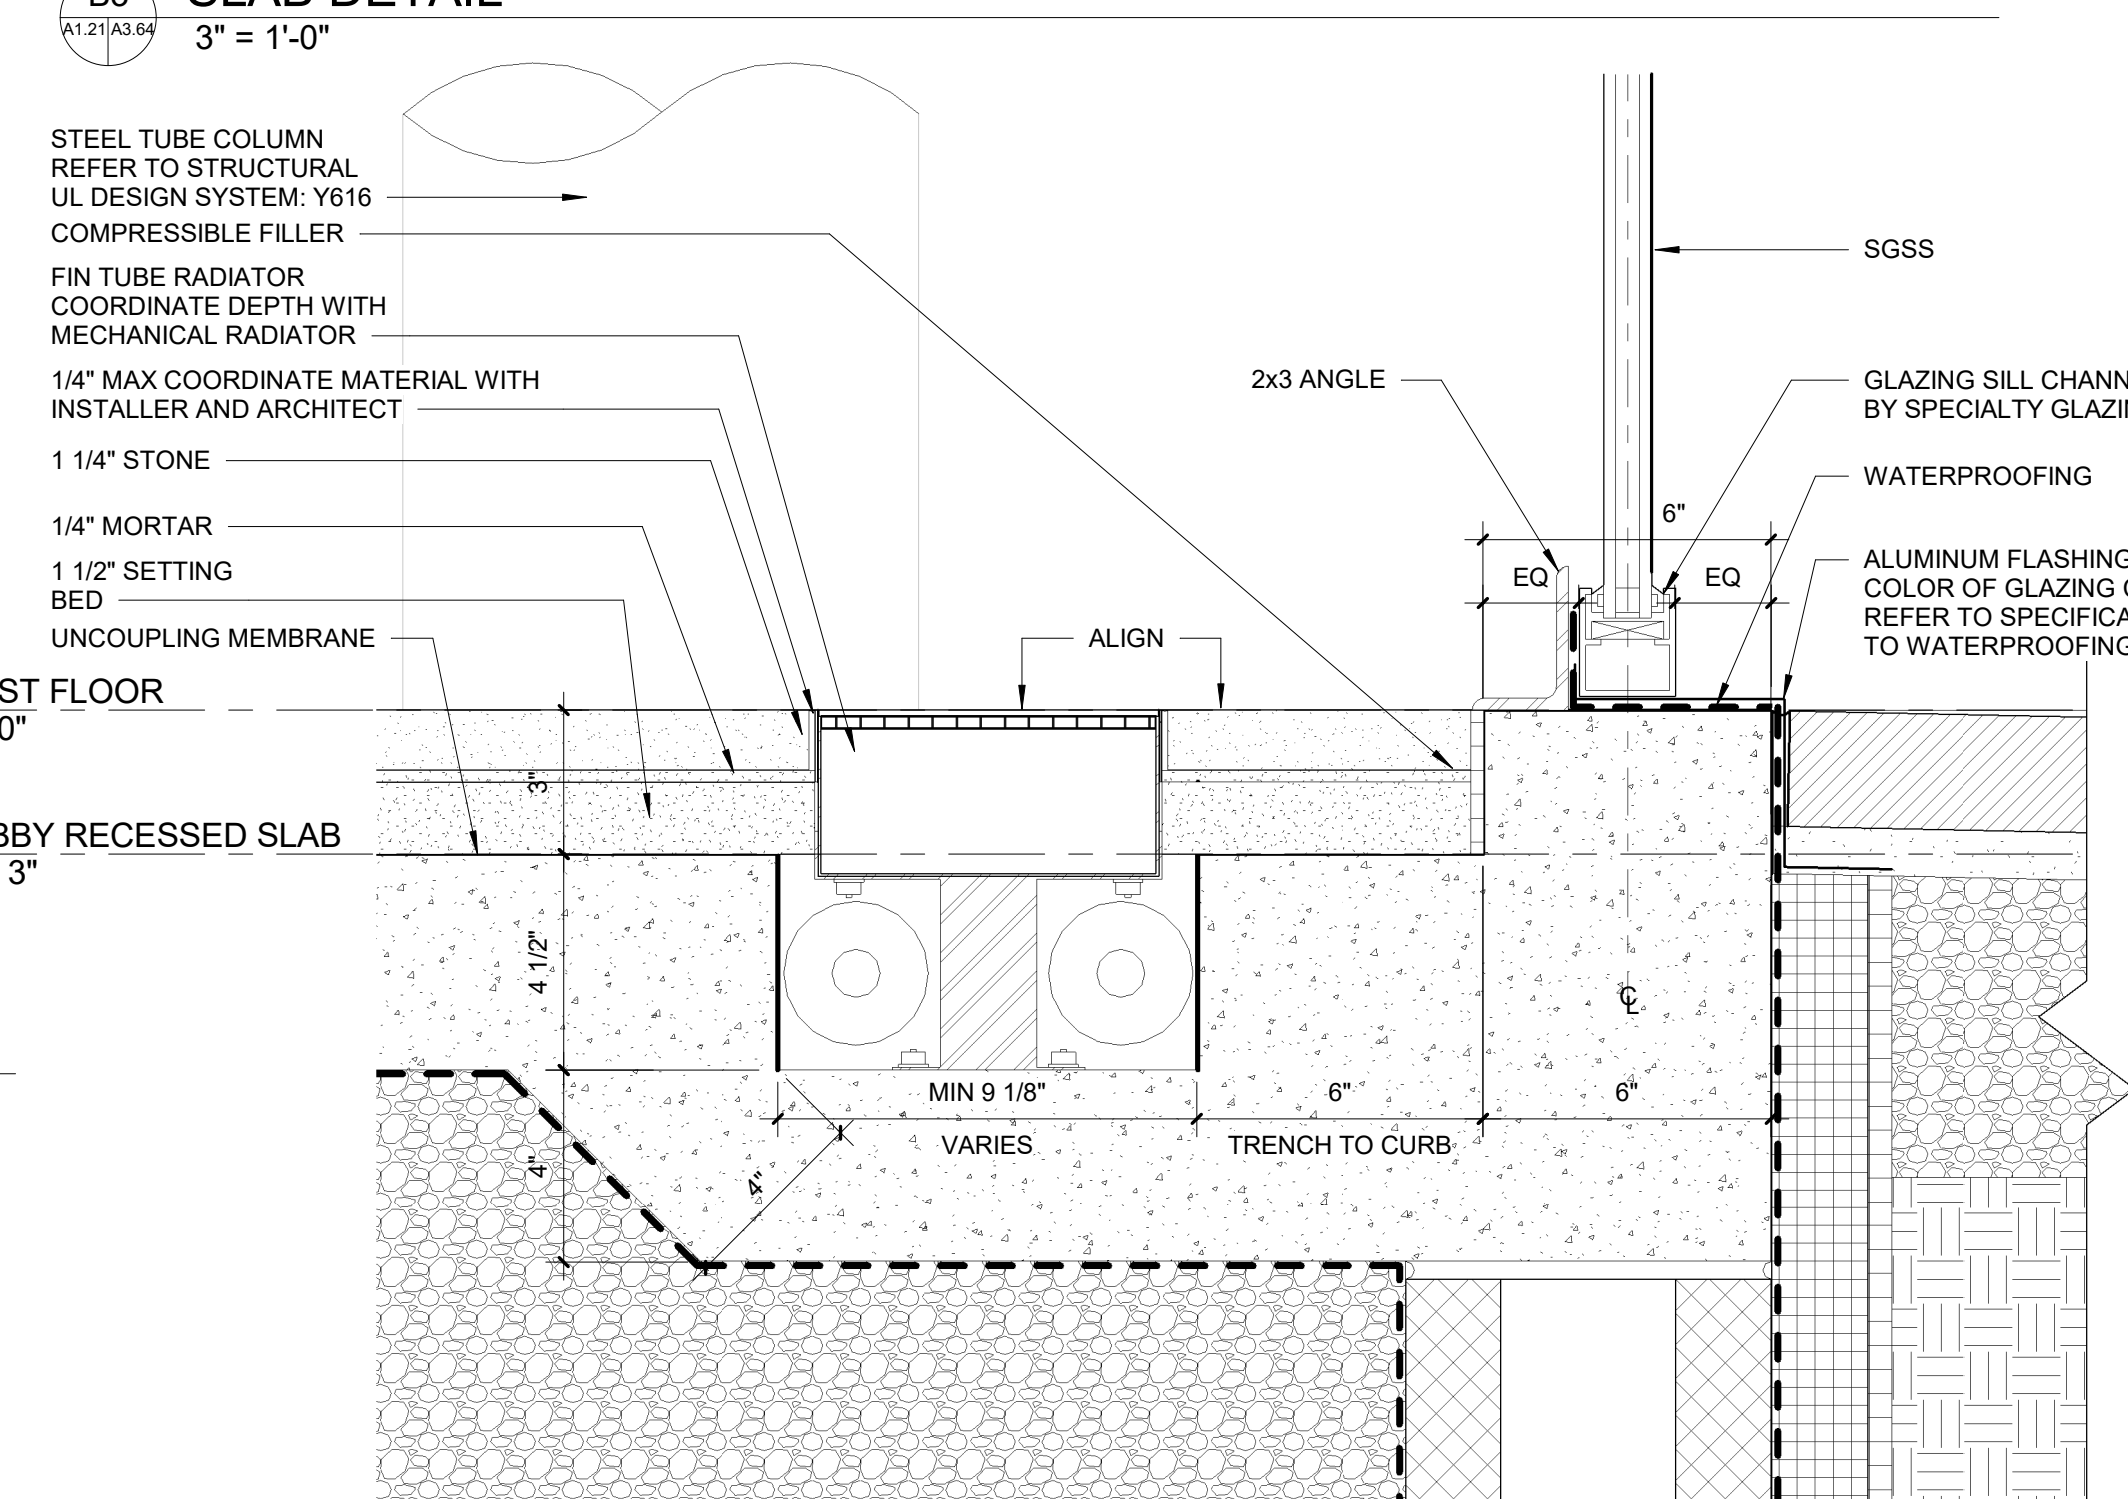 SLAB DETAIL
A1.21 A3.64
3" = 1'-0"
STEEL TUBE COLUMN
REFER TO STRUCTURAL
UL DESIGN SYSTEM: Y616
COMPRESSIBLE FILLER
FIN TUBE RADIATOR
COORDINATE DEPTH WITH
MECHANICAL RADIATOR
1/4" MAX COORDINATE MATERIAL WITH
INSTALLER AND ARCHITECT
1 1/4" STONE
1/4" MORTAR
1 1/2" SETTING
BED
UNCOUPLING MEMBRANE
ST FLOOR
0"
BBY RECESSED SLAB
3"
ALIGN
2x3 ANGLE
SGSS
GLAZING SILL CHANN
BY SPECIALTY GLAZI
WATERPROOFING
ALUMINUM FLASHING
COLOR OF GLAZING
REFER TO SPECIFICA
TO WATERPROOFING
6"
EQ
EQ
3"
4 1/2"
4"
4"
MIN 9 1/8"
VARIES
6"
TRENCH TO CURB
6"
CL